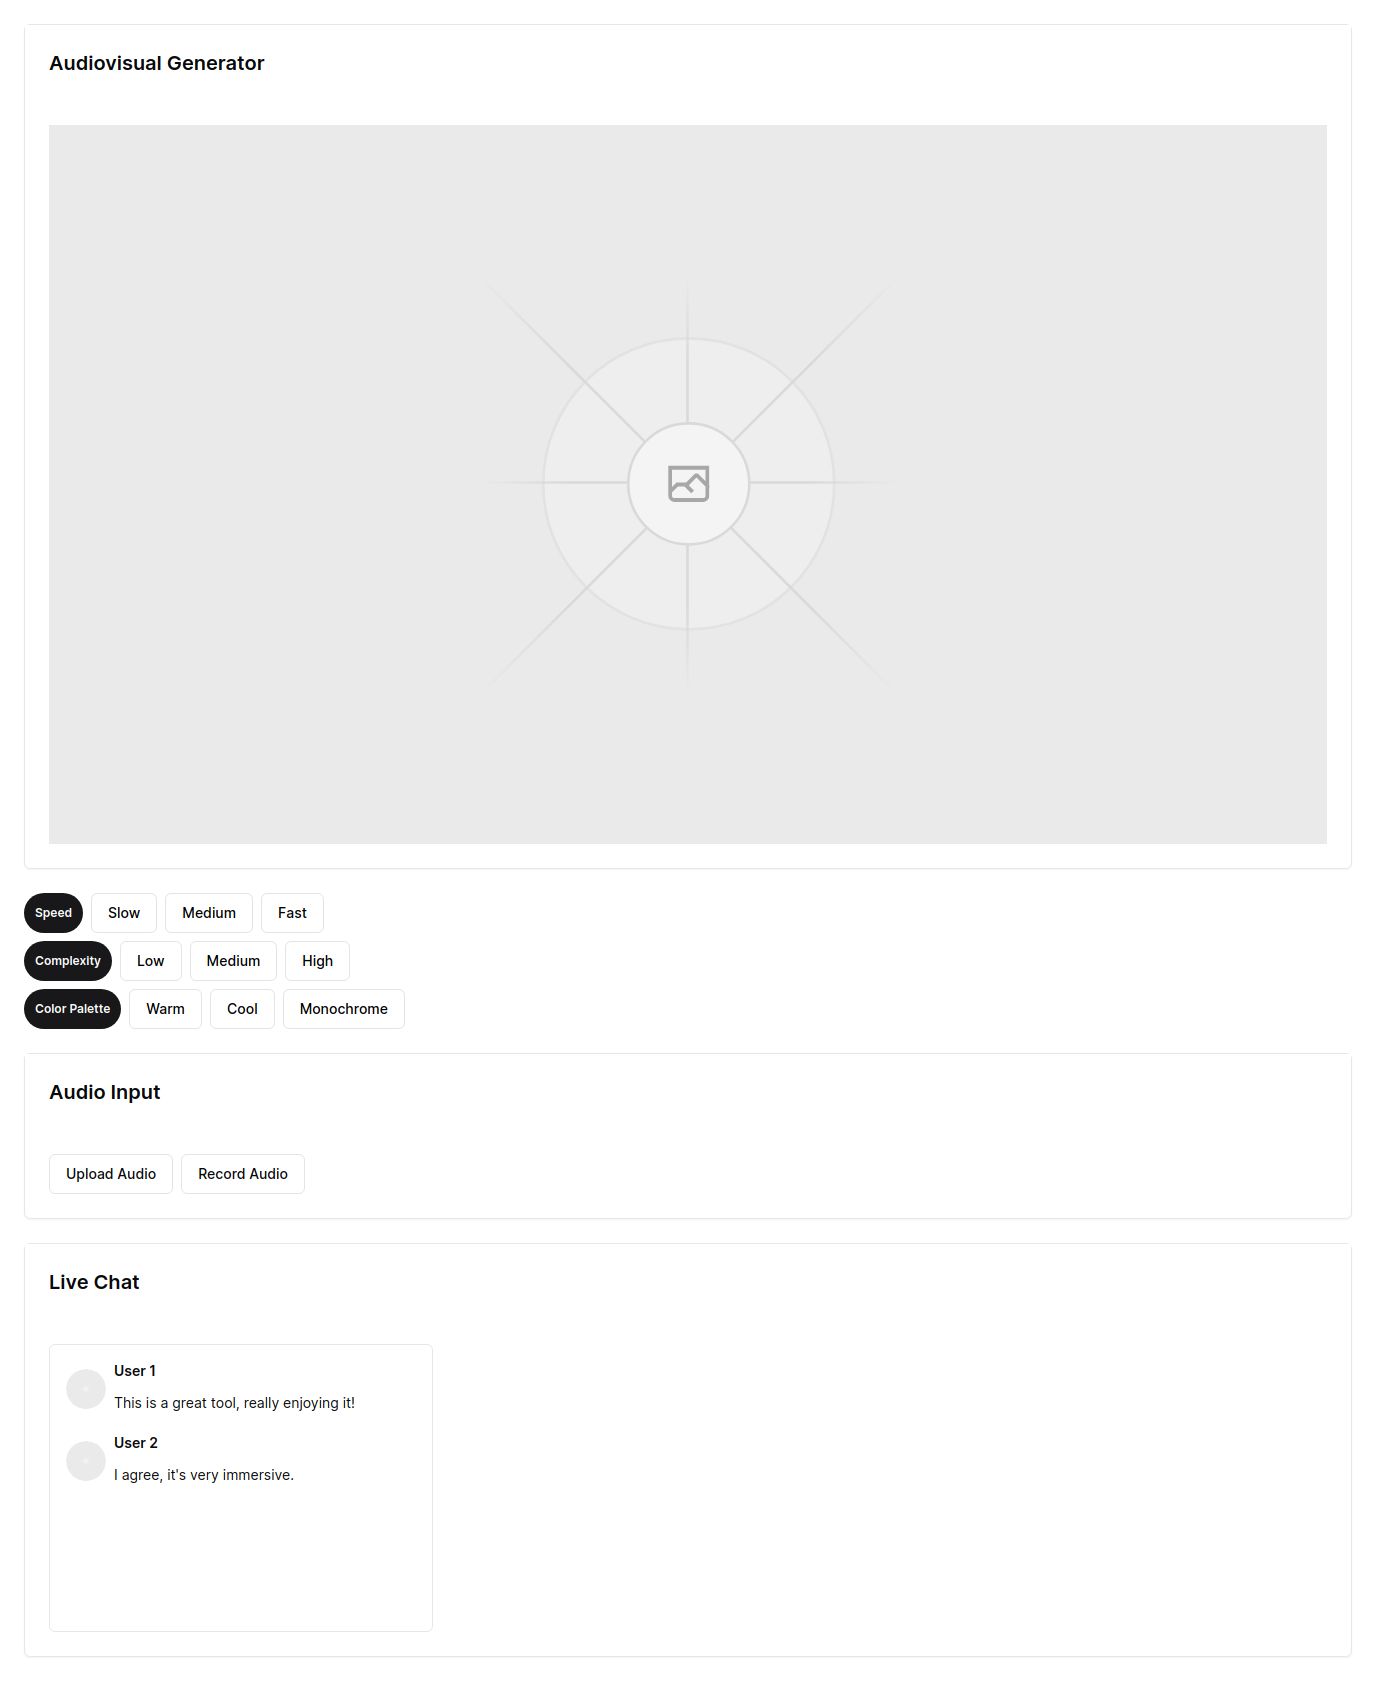 Audiovisual Generator
Speed Slow Medium Fast
Complexity Low Medium High
Color Palette Warm Cool Monochrome
Audio Input
Upload Audio Record Audio
Live Chat
User 1
This is a great tool, really enjoying it!
User 2
I agree, it's very immersive.